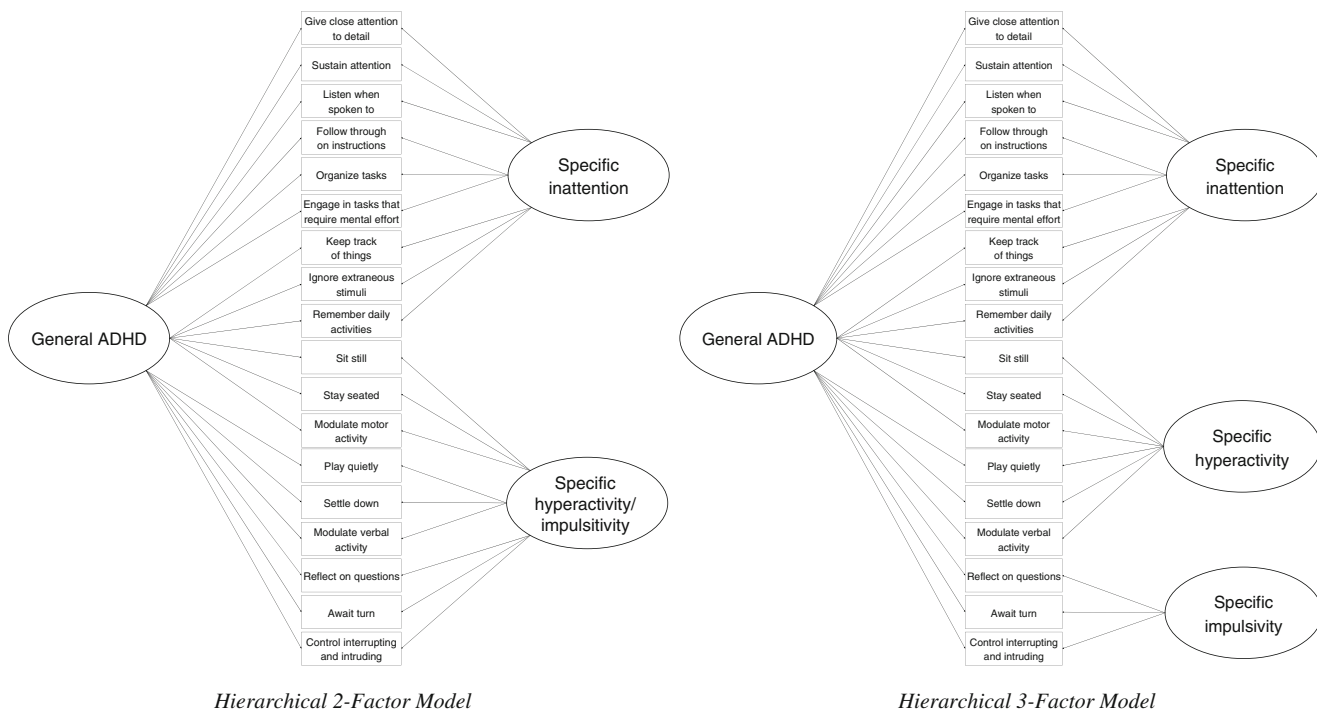 Give close attention
to detail
Sustain attention
Listen when
spoken to
Follow through
on instructions
Organize tasks
Engage in tasks that
require mental effort
Keep track
of things
Ignore extraneous
stimuli
Remember daily
activities
Sit still
Stay seated
Modulate motor
activity
Play quietly
Settle down
Modulate verbal
activity
Reflect on questions
Await turn
Control interrupting
and intruding
General ADHD
Specific
inattention
Specific
hyperactivity/
impulsitivity
Hierarchical 2-Factor Model
Give close attention
to detail
Sustain attention
Listen when
spoken to
Follow through
on instructions
Organize tasks
Engage in tasks that
require mental effort
Keep track
of things
Ignore extraneous
stimuli
Remember daily
activities
Sit still
Stay seated
Modulate motor
activity
Play quietly
Settle down
Modulate verbal
activity
Reflect on questions
Await turn
Control interrupting
and intruding
General ADHD
Specific
inattention
Specific
hyperactivity
Specific
impulsivity
Hierarchical 3-Factor Model